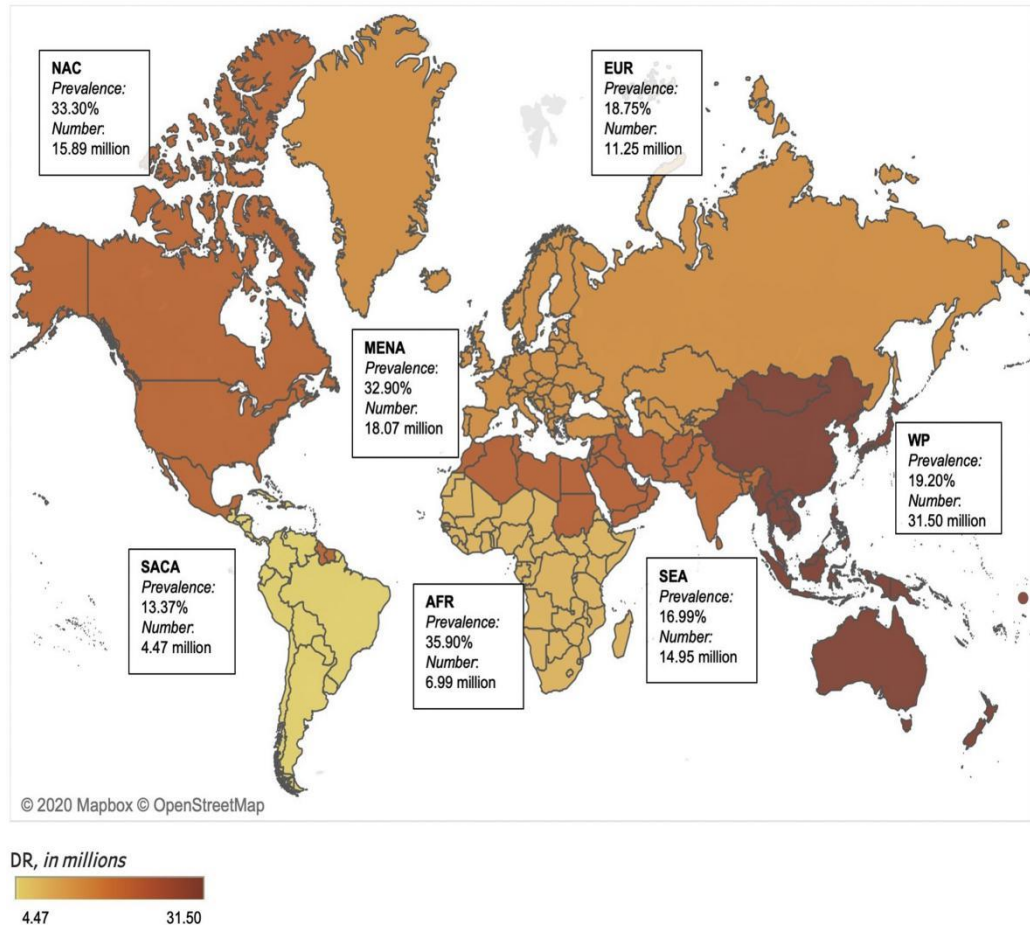 NAC
Prevalence:
33.30%
Number:
15.89 million
EUR
Prevalence:
18.75%
Number:
11.25 million
MENA
Prevalence:
32.90%
Number:
18.07 million
WP
Prevalence:
19.20%
Number:
31.50 million
SACA
Prevalence:
13.37%
Number:
4.47 million
AFR
Prevalence:
35.90%
Number:
6.99 million
SEA
Prevalence:
16.99%
Number:
14.95 million
© 2020 Mapbox © OpenStreetMap
DR, in millions
4.47 31.50